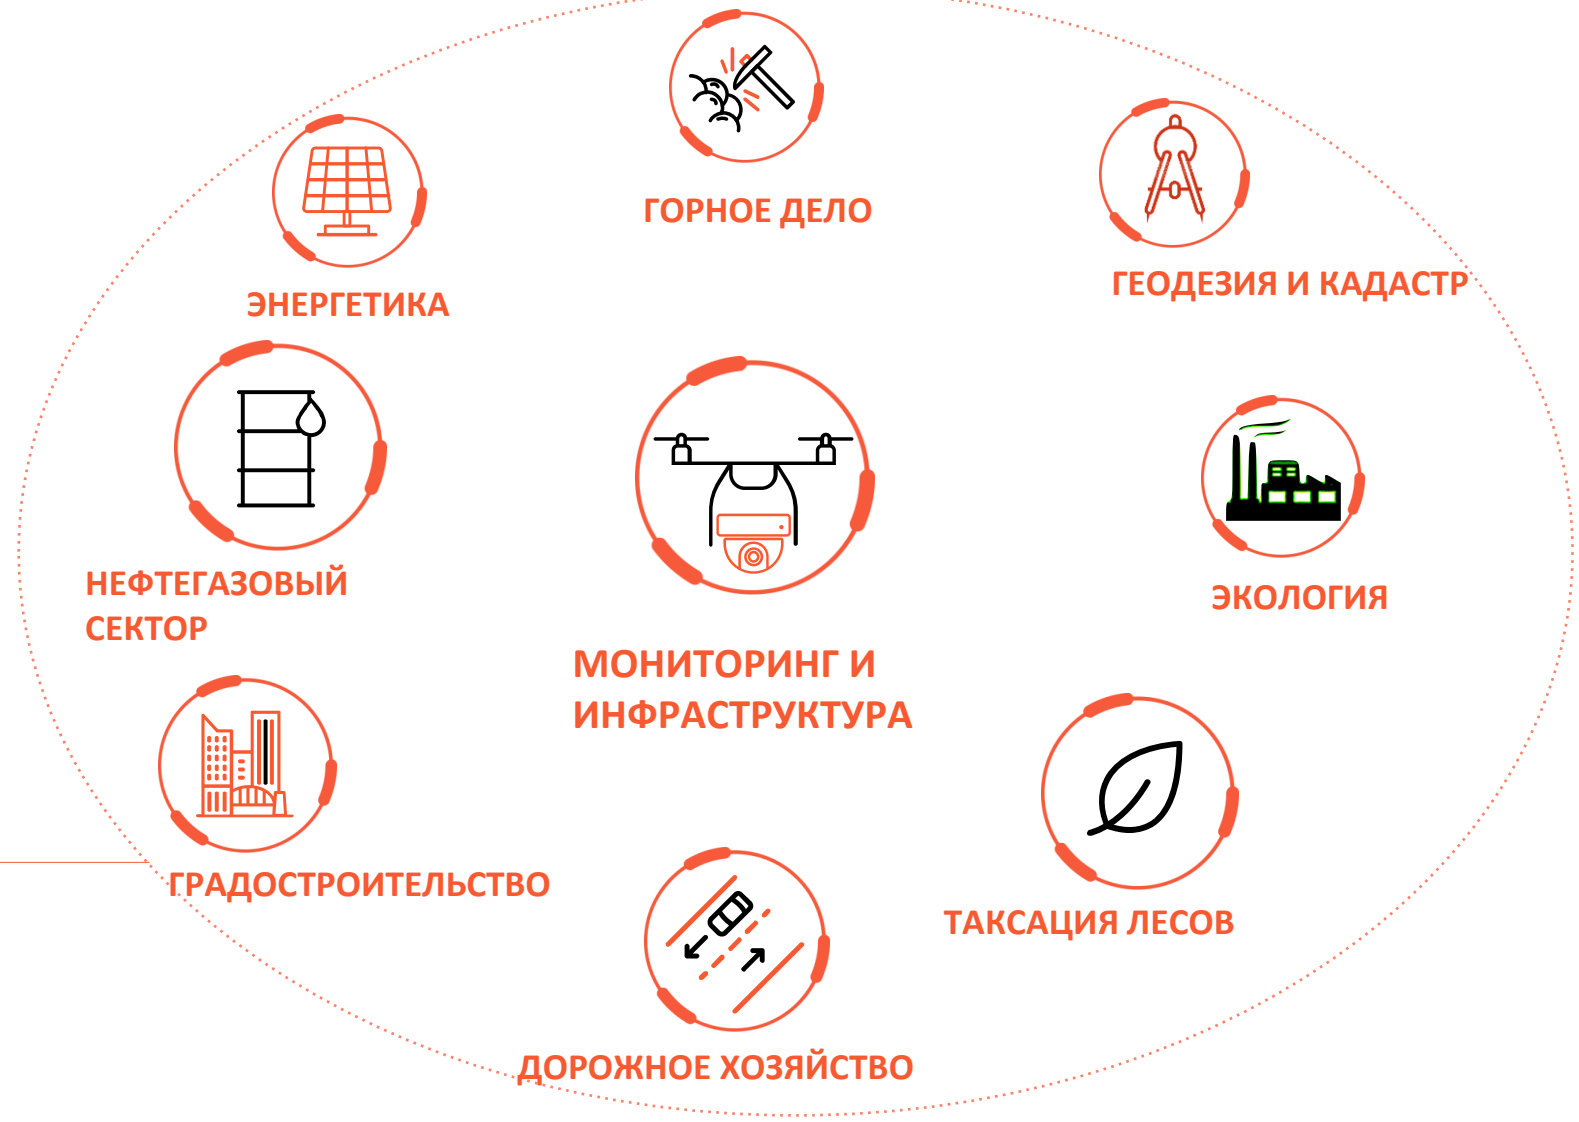 ГОРНОЕ ДЕЛО
ГЕОДЕЗИЯ И КАДАСТР
ЭНЕРГЕТИКА
НЕФТЕГАЗОВЫЙ
СЕКТОР
ЭКОЛОГИЯ
МОНИТОРИНГ И
ИНФРАСТРУКТУРА
ГРАДОСТРОИТЕЛЬСТВО
ТАКСАЦИЯ ЛЕСОВ
ДОРОЖНОЕ ХОЗЯЙСТВО